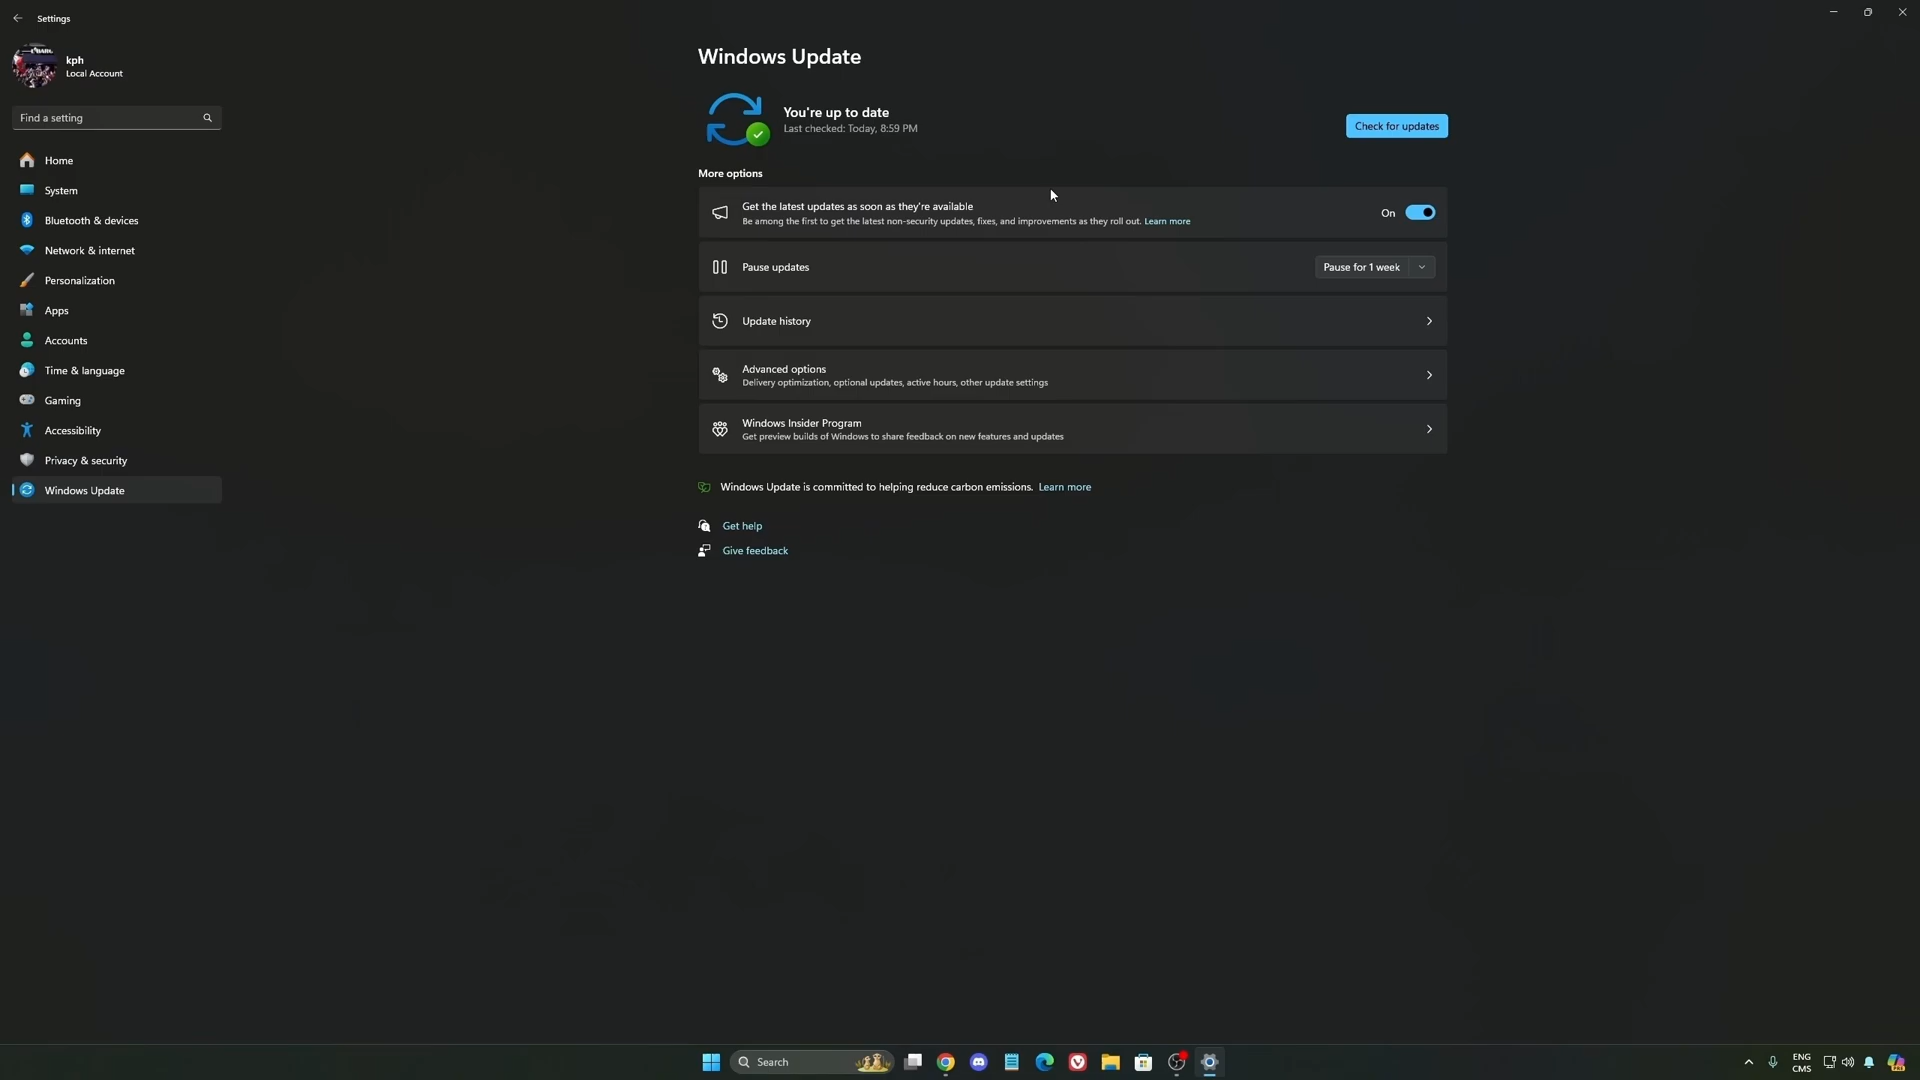 Settings
kph
Local Account
Find a setting
Home
System
Bluetooth & devices
Network & internet
Personalization
Apps
Accounts
Time & language
Gaming
Accessibility
Privacy & security
Windows Update
Windows Update
You're up to date
Last checked: Today, 8:59 PM
Check for updates
More options
Get the latest updates as soon as they're available
Be among the first to get the latest non-security updates, fixes, and improvements as they roll out. Learn more
On
Pause updates
Pause for 1 week
Update history
Advanced options
Delivery optimization, optional updates, active hours, other update settings
Windows Insider Program
Get preview builds of Windows to share feedback on new features and updates
Windows Update is committed to helping reduce carbon emissions. Learn more
Get help
Give feedback
Search
ENG
CMS